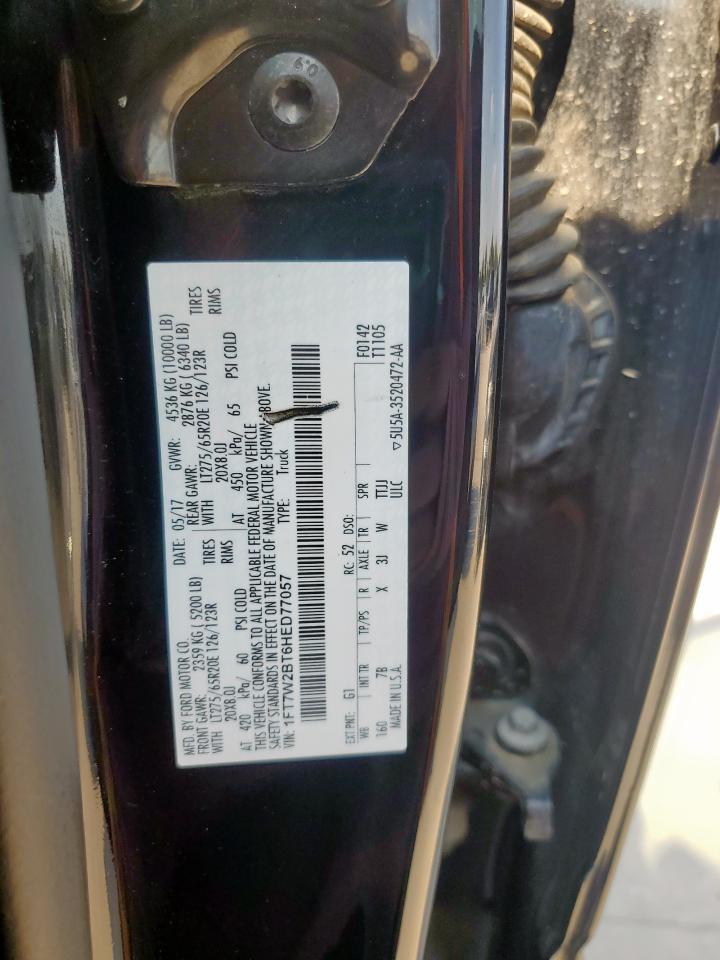 0.9
MFD. BY FORD MOTOR CO.
DATE: 05/17 GVWR: 4536 KG (10000 LB)
FRONT GAWR: 2359 KG ( 5200 LB) REAR GAWR: 2876 KG ( 6340 LB)
WITH LT275/65R20E 126/123R TIRES WITH LT275/65R20E 126/123R TIRES
20X8.0J RIMS 20X8.0J RIMS
AT 420 kPa/ 60 PSI COLD AT 450 kPa/ 65 PSI COLD
THIS VEHICLE CONFORMS TO ALL APPLICABLE FEDERAL MOTOR VEHICLE
SAFETY STANDARDS IN EFFECT ON THE DATE OF MANUFACTURE SHOWN ABOVE.
VIN: 1FT7W2BT6HED77057 TYPE: Truck
EXT PNT: G1 RC: 52 DSO: F0142
WB INT TR TP/PS R AXLE TR SPR T1105
160 7B X 3J W TTJJ
MADE IN U.S.A. ULC ▽5U5A-3520472-AA